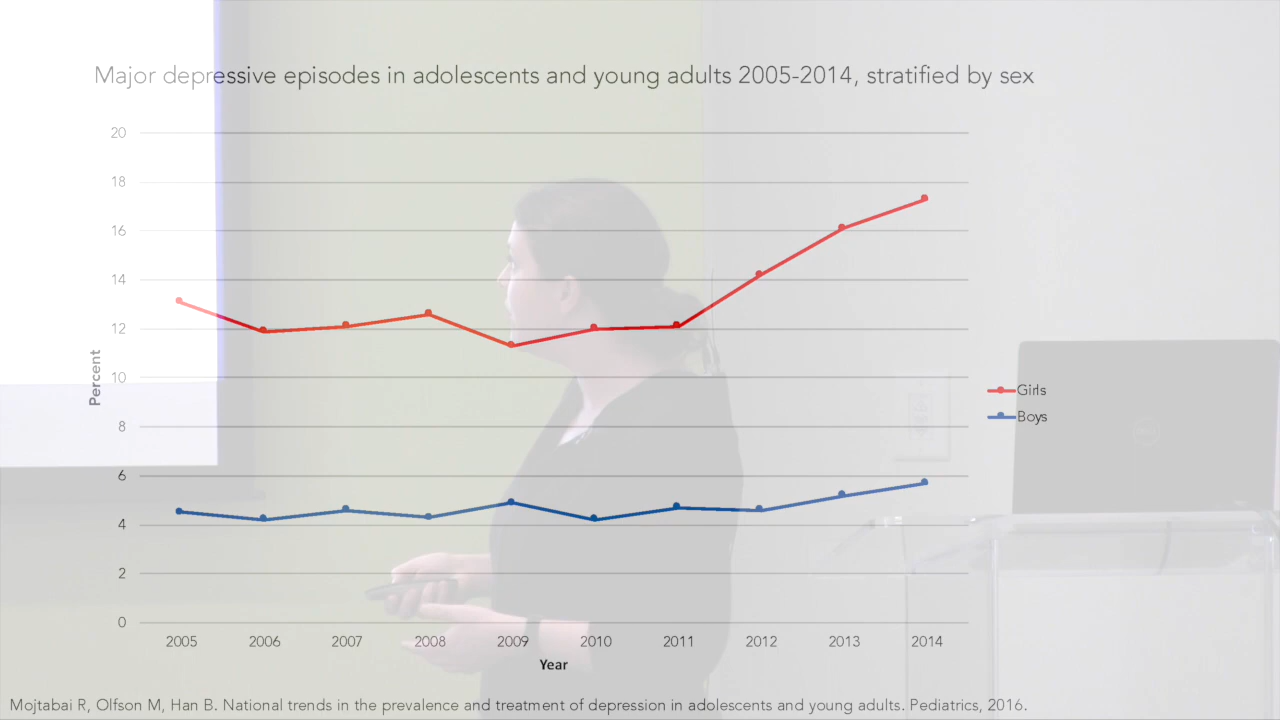 Major depressive episodes in adolescents and young adults 2005-2014, stratified by sex
20
18
16
14
12
10
8
6
4
2
0
Percent
2005 2006 2007 2008 2009 2010 2011 2012 2013 2014
Year
Girls
Boys
Mojtabai R, Olfson M, Han B. National trends in the prevalence and treatment of depression in adolescents and young adults. Pediatrics, 2016.